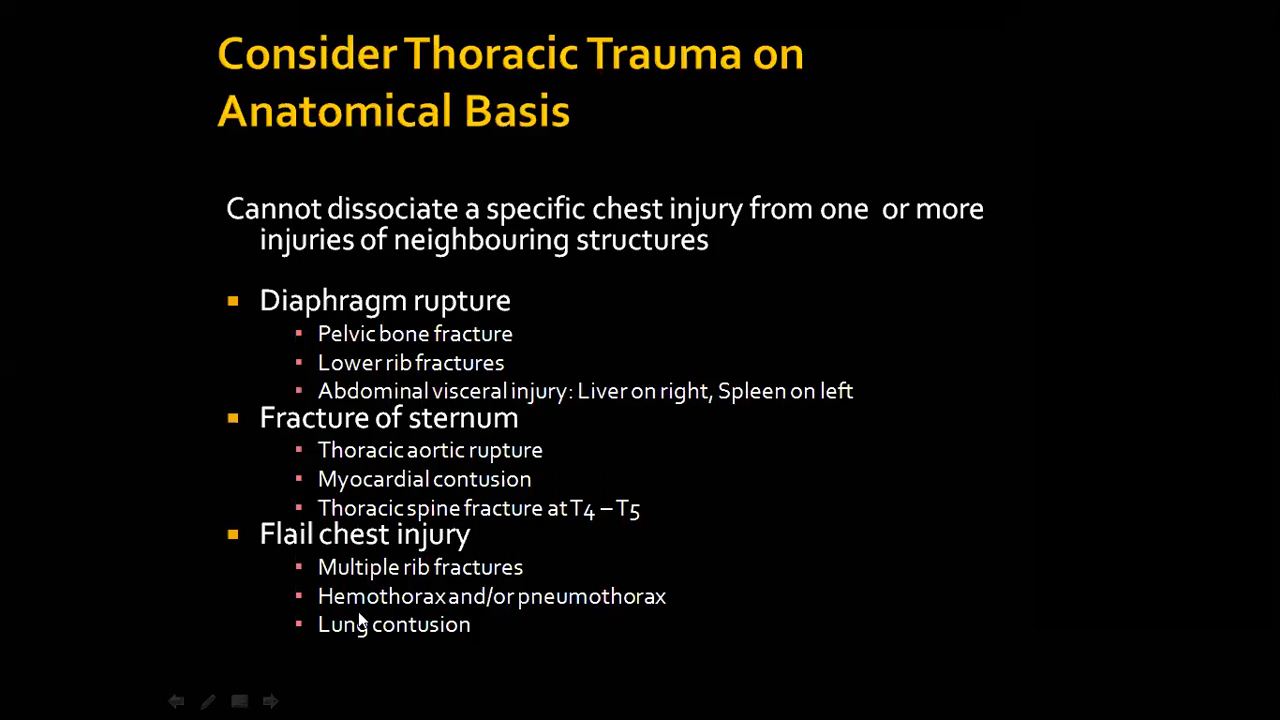 Consider Thoracic Trauma on
Anatomical Basis
Cannot dissociate a specific chest injury from one or more
injuries of neighbouring structures
Diaphragm rupture
Pelvic bone fracture
Lower rib fractures
Abdominal visceral injury: Liver on right, Spleen on left
Fracture of sternum
Thoracic aortic rupture
Myocardial contusion
Thoracic spine fracture at T4 – T5
Flail chest injury
Multiple rib fractures
Hemothorax and/or pneumothorax
Lung contusion